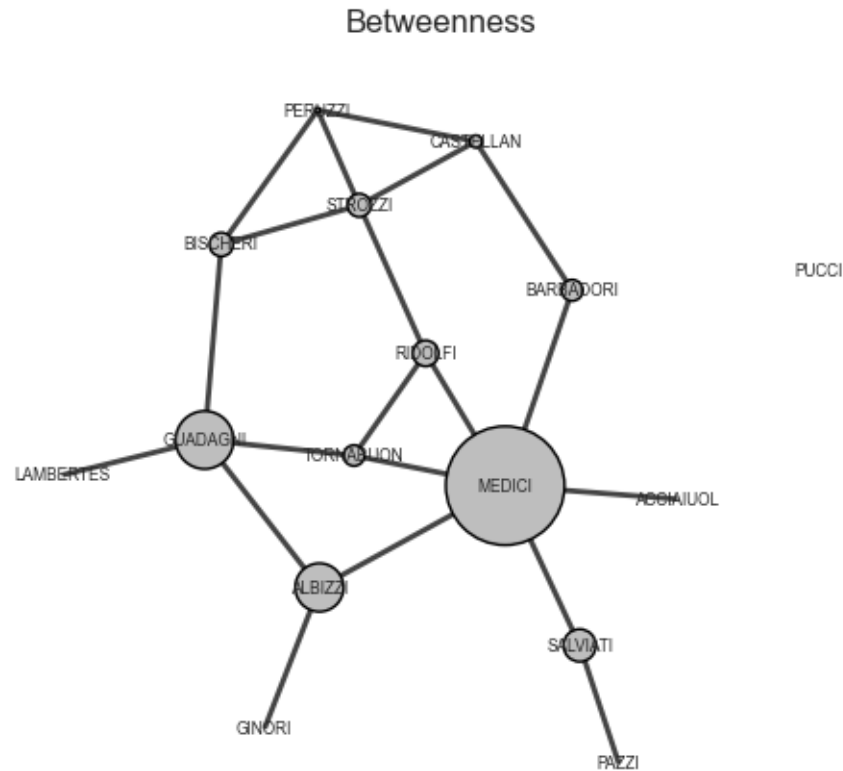 Betweenness
PERUZZI
CASTELLAN
STROZZI
BISCHERI
PUCCI
BARBADORI
RIDOLFI
GUADAGNI
TORNABUON
LAMBERTES
MEDICI
ACCIAIUOL
ALBIZZI
SALVIATI
GINORI
PAZZI